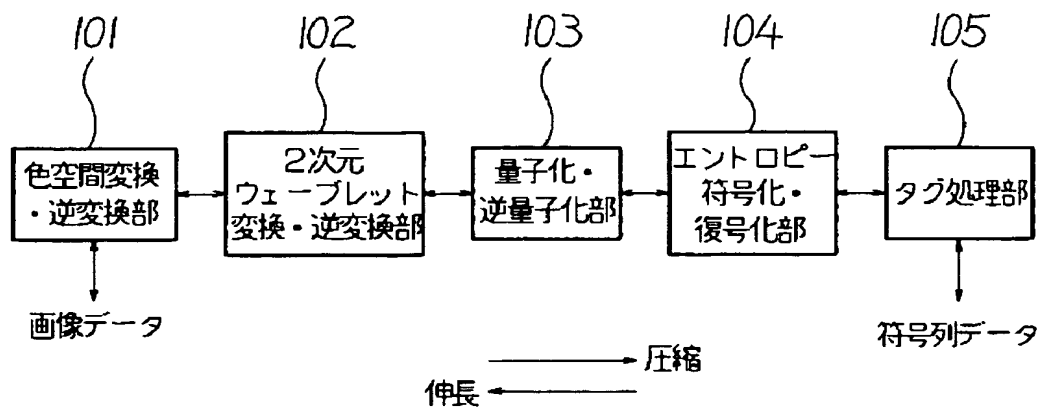 101
102
103
104
105
色空間変換
・逆変換部
2次元
ウェーブレット
変換・逆変換部
量子化・
逆量子化部
エントロピー
符号化・
復号化部
タグ処理部
画像データ
符号列データ
圧縮
伸長